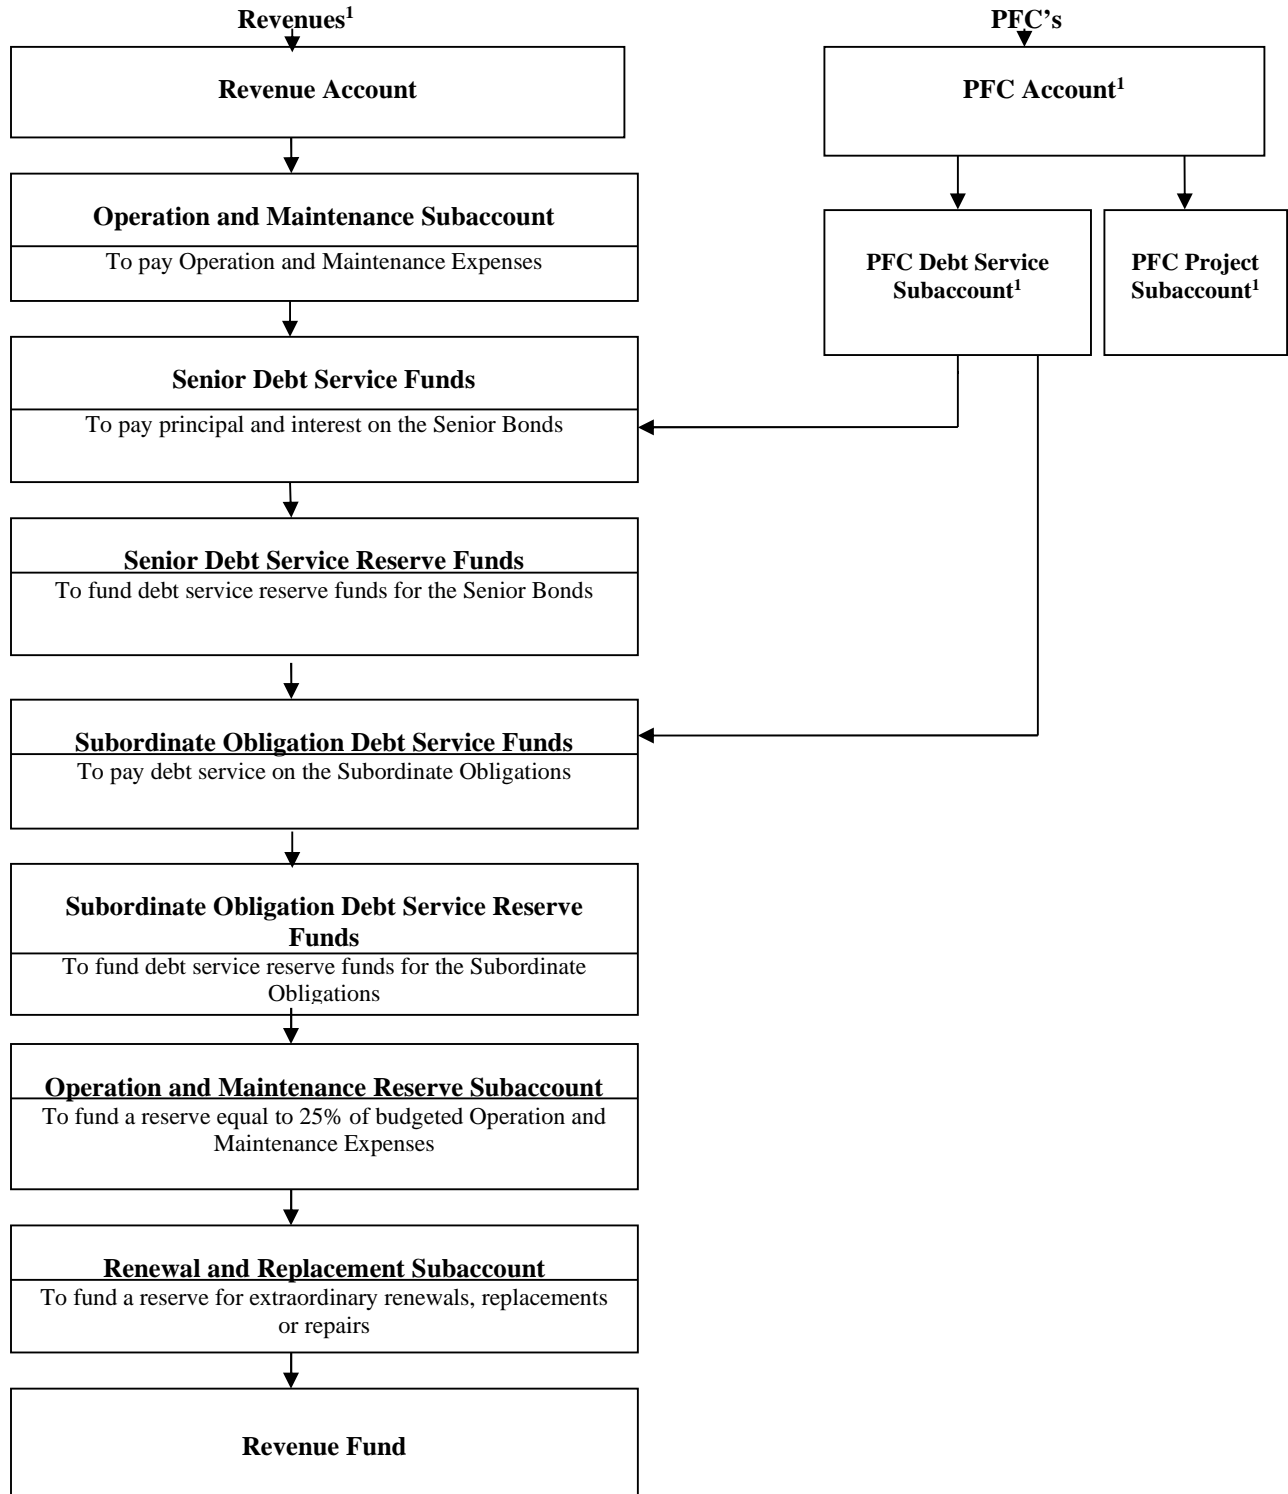 Revenues¹
Revenue Account
Operation and Maintenance Subaccount
To pay Operation and Maintenance Expenses
Senior Debt Service Funds
To pay principal and interest on the Senior Bonds
Senior Debt Service Reserve Funds
To fund debt service reserve funds for the Senior Bonds
Subordinate Obligation Debt Service Funds
To pay debt service on the Subordinate Obligations
Subordinate Obligation Debt Service Reserve
Funds
To fund debt service reserve funds for the Subordinate
Obligations
Operation and Maintenance Reserve Subaccount
To fund a reserve equal to 25% of budgeted Operation and
Maintenance Expenses
Renewal and Replacement Subaccount
To fund a reserve for extraordinary renewals, replacements
or repairs
Revenue Fund
PFC’s
PFC Account¹
PFC Debt Service
Subaccount¹
PFC Project
Subaccount¹